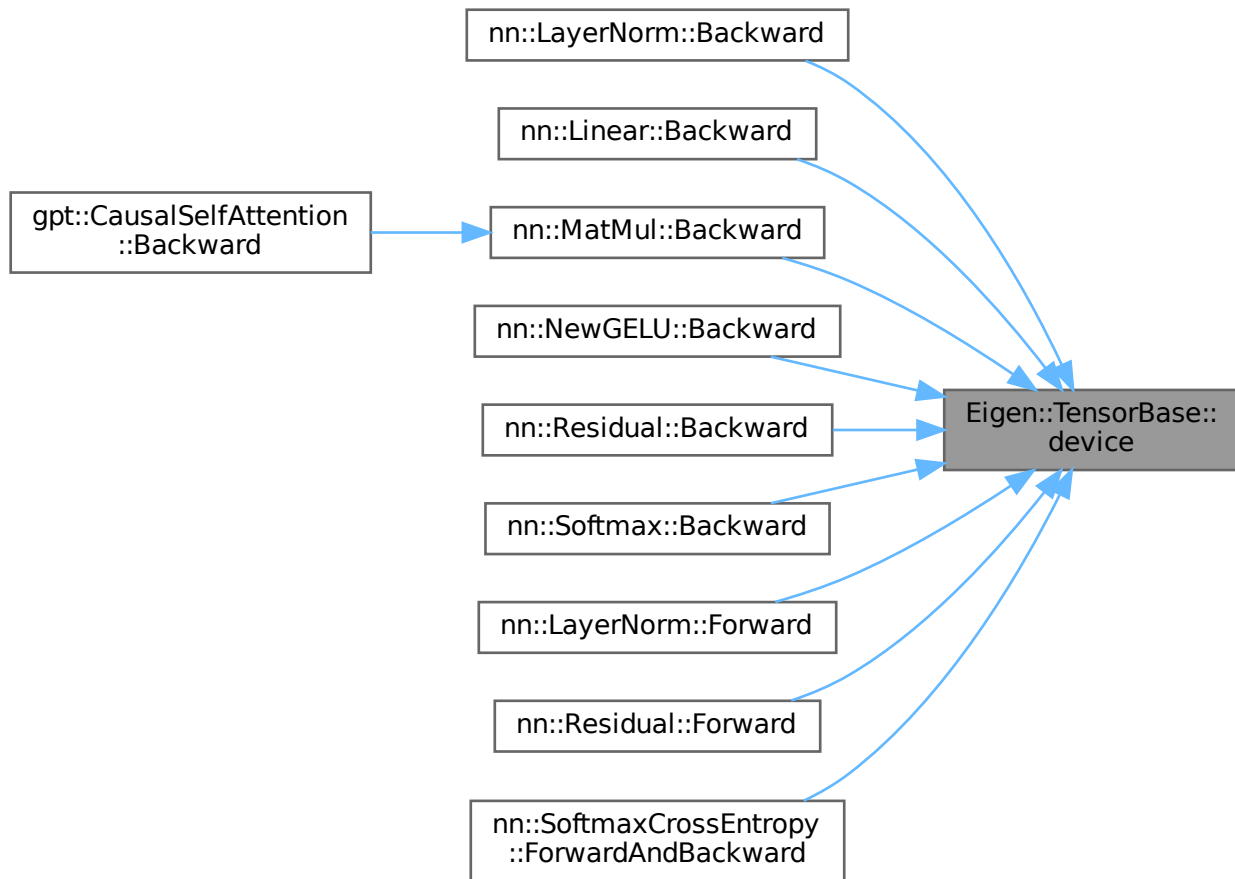 nn::LayerNorm::Backward
nn::Linear::Backward
gpt::CausalSelfAttention
::Backward
nn::MatMul::Backward
nn::NewGELU::Backward
Eigen::TensorBase::
device
nn::Residual::Backward
nn::Softmax::Backward
nn::LayerNorm::Forward
nn::Residual::Forward
nn::SoftmaxCrossEntropy
::ForwardAndBackward